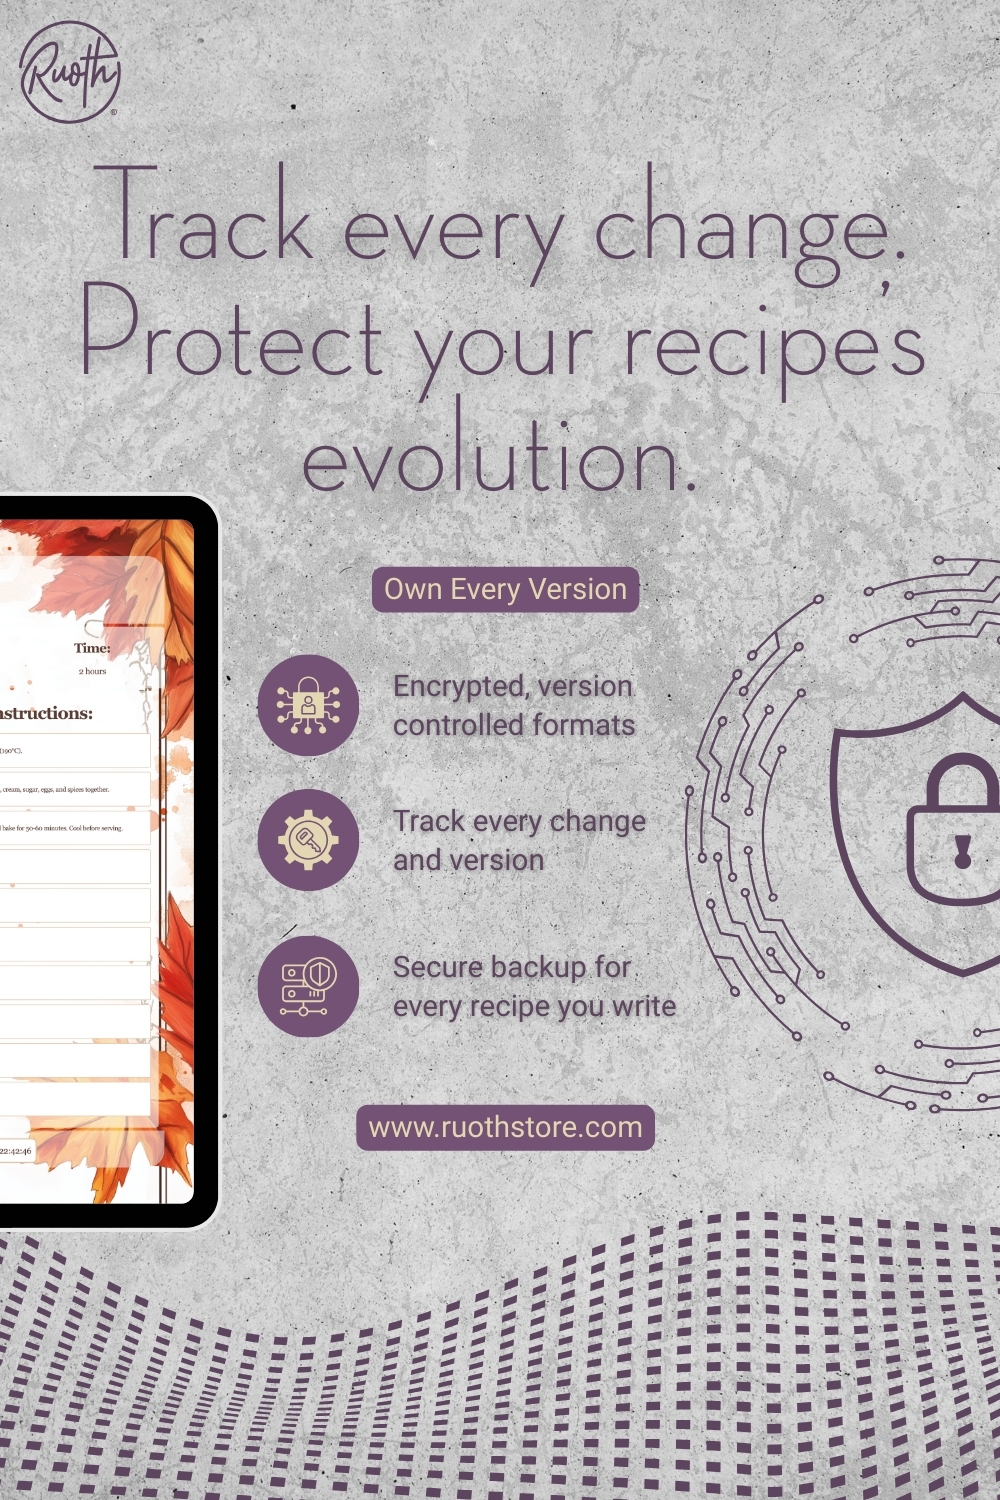 Ruoth
®
Track every change.
Protect your recipe's
evolution.
Own Every Version
Time:
2 hours
nstructions:
(190°C).
, cream, sugar, eggs, and spices together.
bake for 50-60 minutes. Cool before serving.
22:42:46
Encrypted, version
controlled formats
Track every change
and version
Secure backup for
every recipe you write
www.ruothstore.com